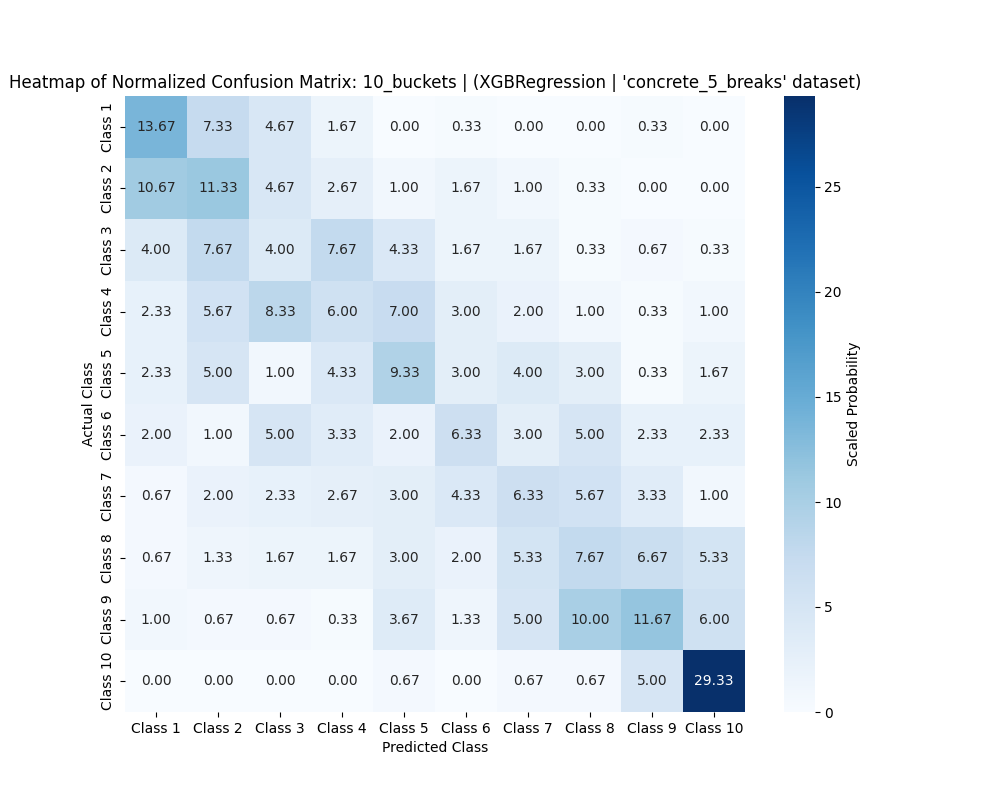 Heatmap of Normalized Confusion Matrix: 10_buckets | (XGBRegression | 'concrete_5_breaks' dataset)
Class 1 13.67 7.33 4.67 1.67 0.00 0.33 0.00 0.00 0.33 0.00
Class 2 10.67 11.33 4.67 2.67 1.00 1.67 1.00 0.33 0.00 0.00
Class 3 4.00 7.67 4.00 7.67 4.33 1.67 1.67 0.33 0.67 0.33
Class 4 2.33 5.67 8.33 6.00 7.00 3.00 2.00 1.00 0.33 1.00
Class 5 2.33 5.00 1.00 4.33 9.33 3.00 4.00 3.00 0.33 1.67
Class 6 2.00 1.00 5.00 3.33 2.00 6.33 3.00 5.00 2.33 2.33
Class 7 0.67 2.00 2.33 2.67 3.00 4.33 6.33 5.67 3.33 1.00
Class 8 0.67 1.33 1.67 1.67 3.00 2.00 5.33 7.67 6.67 5.33
Class 9 1.00 0.67 0.67 0.33 3.67 1.33 5.00 10.00 11.67 6.00
Class 10 0.00 0.00 0.00 0.00 0.67 0.00 0.67 0.67 5.00 29.33
Class 1 Class 2 Class 3 Class 4 Class 5 Class 6 Class 7 Class 8 Class 9 Class 10
Predicted Class
Actual Class
25
20
15
10
5
0
Scaled Probability